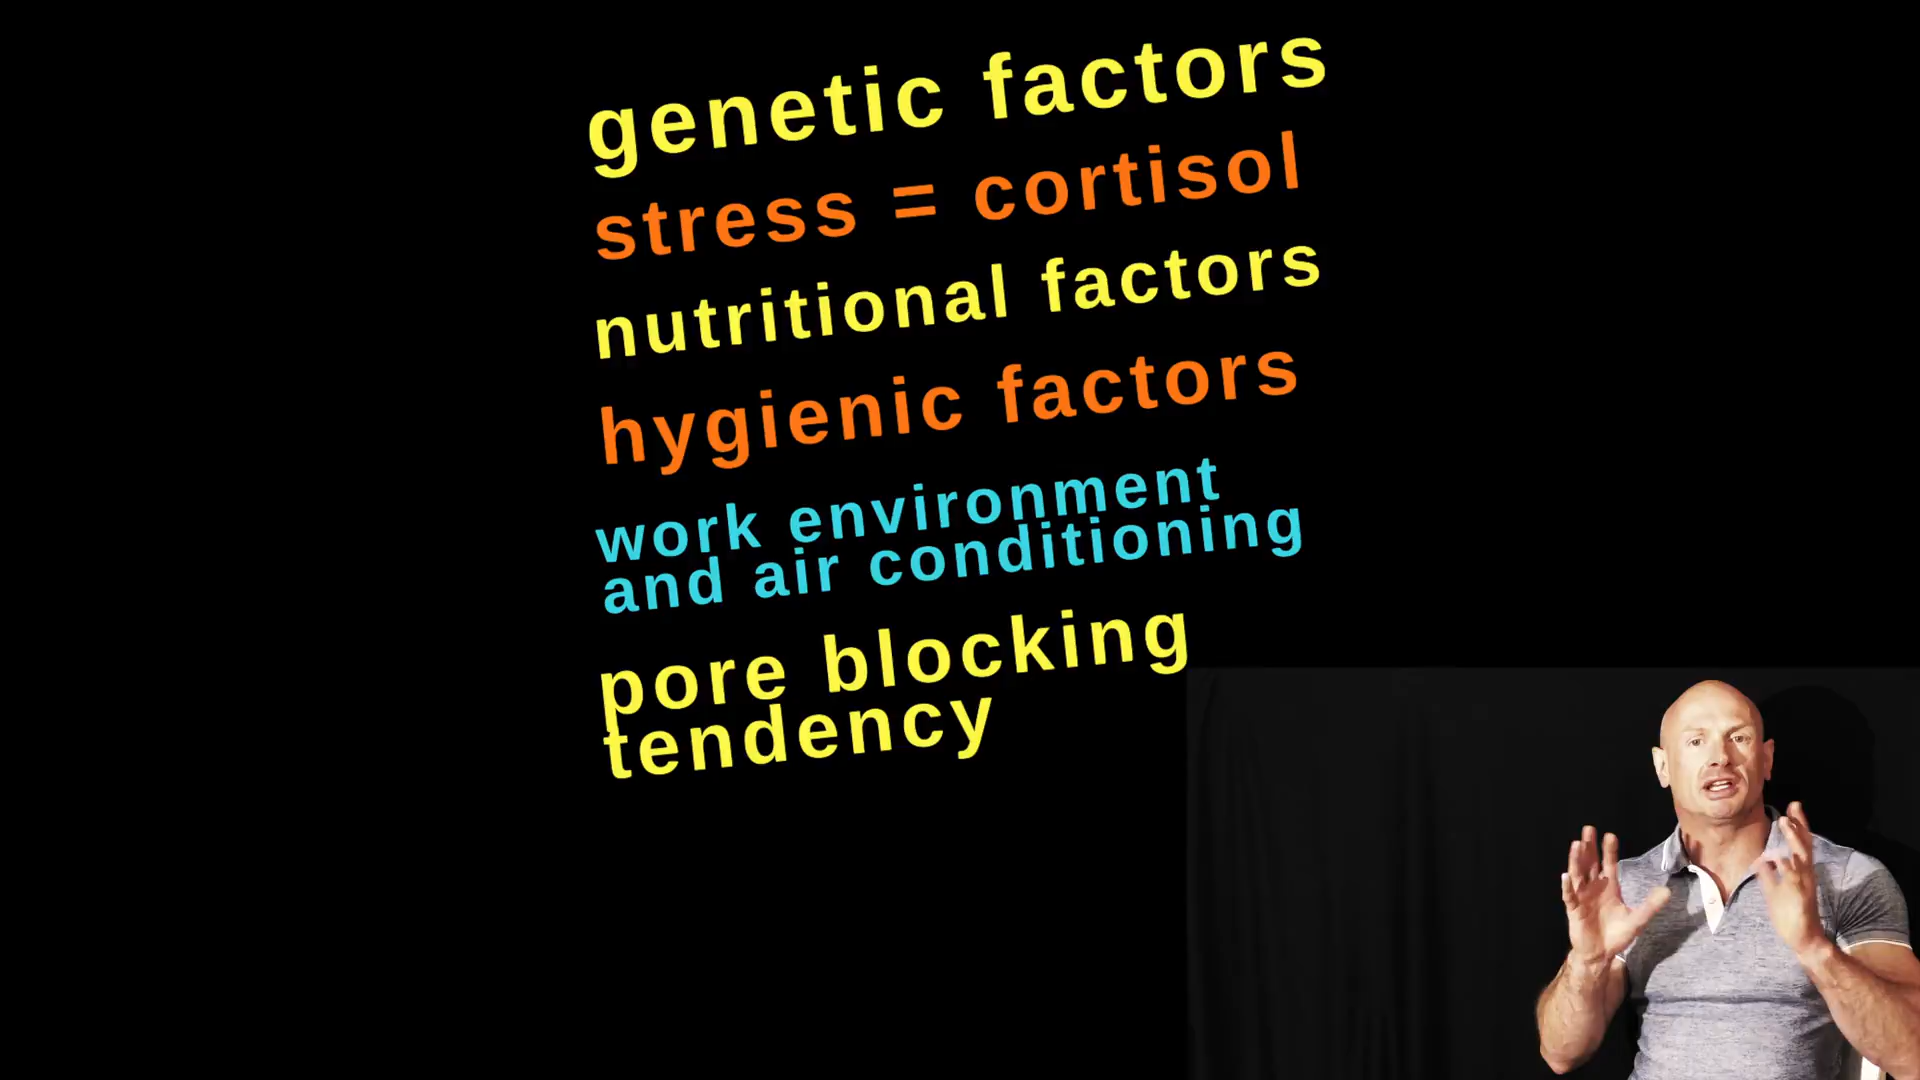 genetic factors
stress = cortisol
nutritional factors
hygienic factors
work environment
and air conditioning
pore blocking
tendency